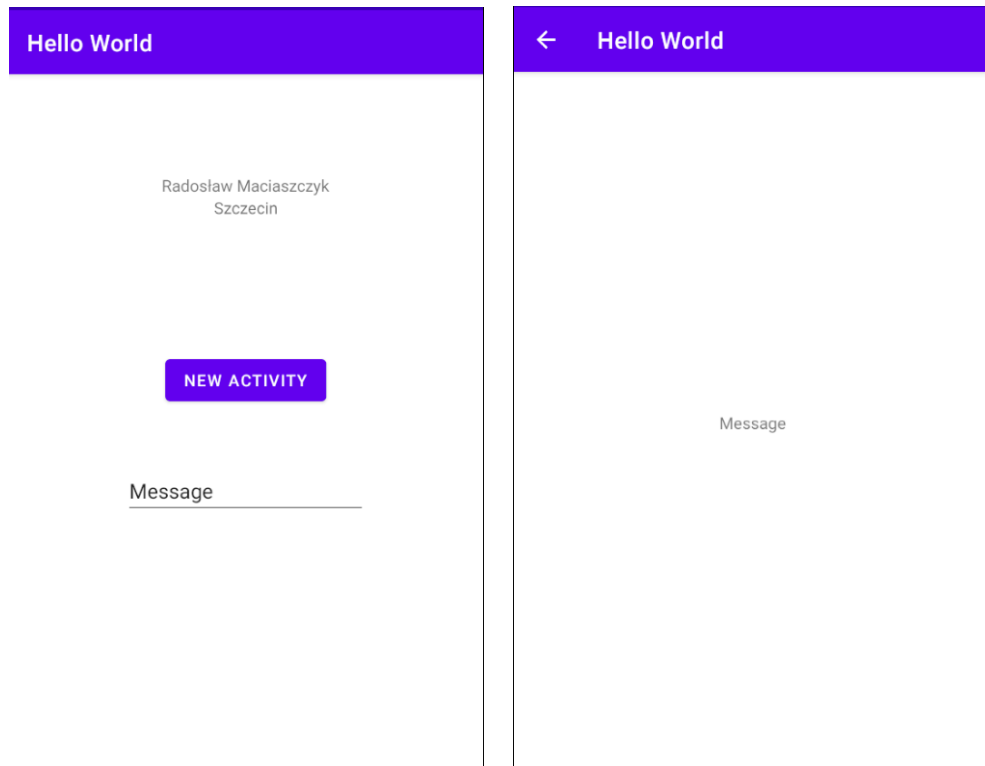 Hello World
Radosław Maciaszczyk
Szczecin
NEW ACTIVITY
Message
Hello World
Message